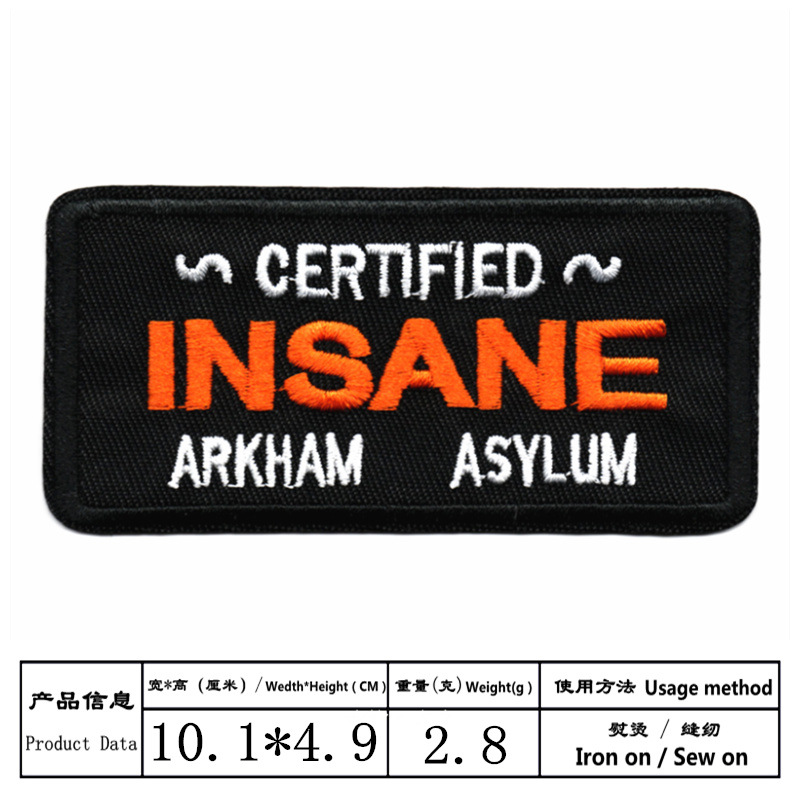 ~ CERTIFIED ~
INSANE
ARKHAM ASYLUM
产品信息
Product Data
宽*高（厘米）/Wedth*Height(CM)
10.1*4.9
重量(克)Weight(g)
2.8
使用方法 Usage method
熨烫 / 缝纫
Iron on / Sew on